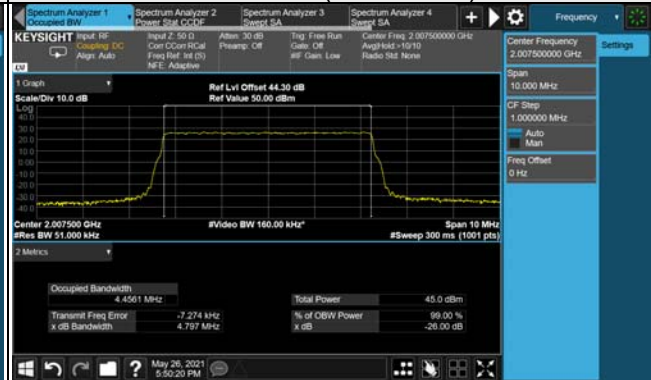 Spectrum Analyzer 1
Occupied BW
Spectrum Analyzer 2
Power Stat CCDF
Spectrum Analyzer 3
Swept SA
Spectrum Analyzer 4
Swept SA
+
Frequency
KEYSIGHT
Input: RF
Coupling: DC
Align: Auto
LXI
Input Z: 50 Ω
Corr CCorr RCal
Freq Ref: Int (S)
NFE: Adaptive
Atten: 30 dB
Preamp: Off
Trig: Free Run
Gate: Off
#IF Gain: Low
Center Freq: 2.007500000 GHz
Avg|Hold:>10/10
Radio Std: None
Center Frequency
2.007500000 GHz
Settings
Span
10.000 MHz
CF Step
1.000000 MHz
Auto
Man
Freq Offset
0 Hz
1 Graph
Scale/Div 10.0 dB
Ref Lvl Offset 44.30 dB
Ref Value 50.00 dBm
Log
40.0
30.0
20.0
10.0
0.00
-10.0
-20.0
-30.0
-40.0
Center 2.007500 GHz
#Res BW 51.000 kHz
#Video BW 160.00 kHz*
Span 10 MHz
#Sweep 300 ms (1001 pts)
2 Metrics
Occupied Bandwidth
4.4561 MHz
Total Power 45.0 dBm
Transmit Freq Error -7.274 kHz
% of OBW Power 99.00 %
x dB Bandwidth 4.797 MHz
x dB -26.00 dB
?
May 26, 2021
5:50:20 PM